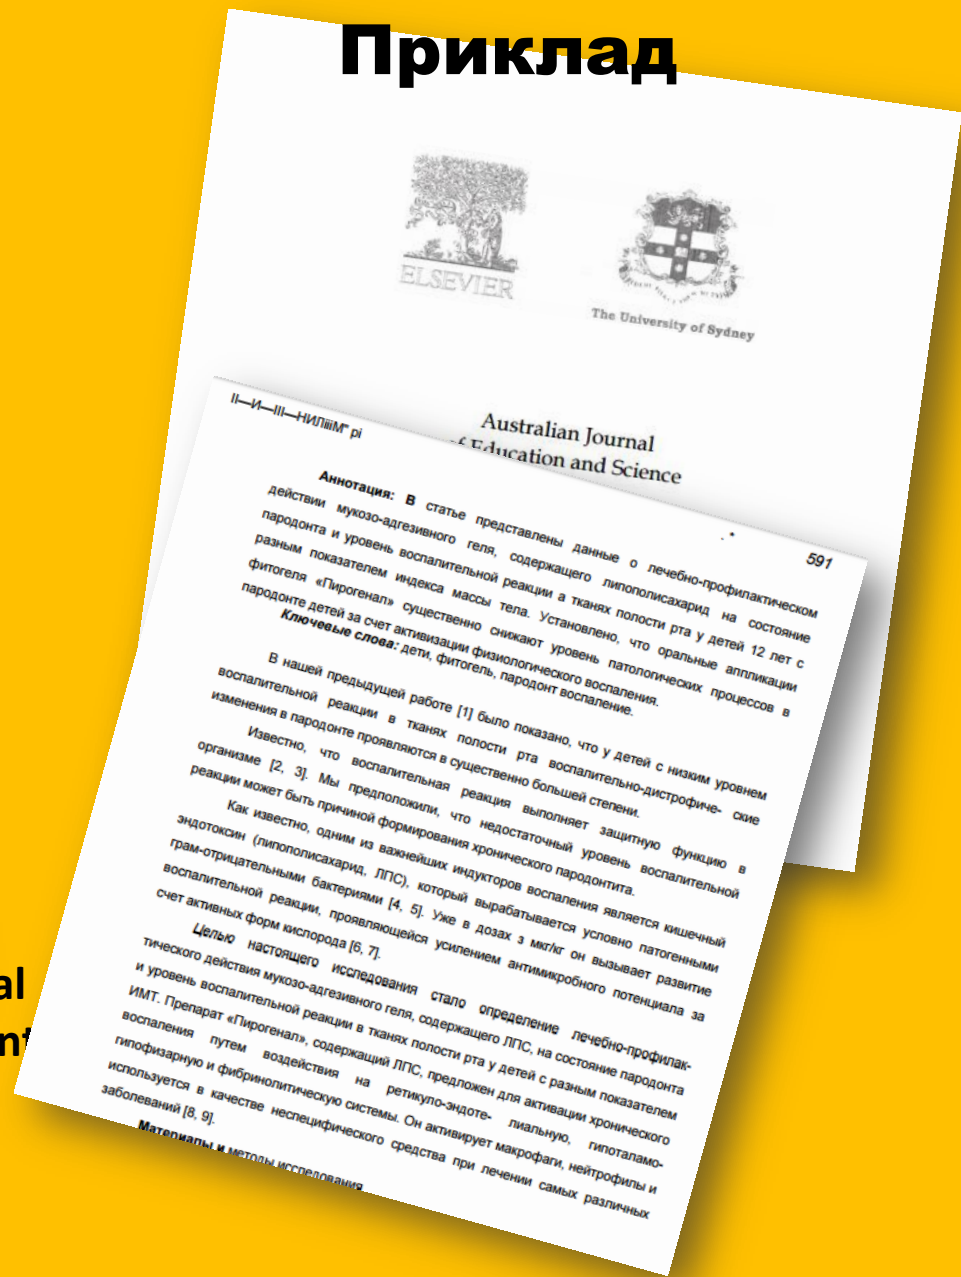 Приклад
ELSEVIER
The University of Sydney
Australian Journal
of Education and Science
II—И—III—НИЛiiiM" pi
591
Аннотация: В статье представлены данные о лечебно-профилактическом
действии мукозо-адгезивного геля, содержащего липополисахарид на состояние
пародонта и уровень воспалительной реакции а тканях полости рта у детей 12 лет с
разным показателем индекса массы тела. Установлено, что оральные аппликации
фитогеля «Пирогенал» существенно снижают уровень патологических процессов в
пародонте детей за счет активизации физиологического воспаления.
Ключевые слова: дети, фитогель, пародонт воспаление.
В нашей предыдущей работе [1] было показано, что у детей с низким уровнем
воспалительной реакции в тканях полости рта воспалительно-дистрофиче- ские
изменения в пародонте проявляются в существенно большей степени.
Известно, что воспалительная реакция выполняет защитную функцию в
организме [2, 3]. Мы предположили, что недостаточный уровень воспалительной
реакции может быть причиной формирования хронического пародонтита.
Как известно, одним из важнейших индукторов воспаления является кишечный
эндотоксин (липополисахарид, ЛПС), который вырабатывается условно патогенными
грам-отрицательными бактериями [4, 5]. Уже в дозах з мкг/кг он вызывает развитие
воспалительной реакции, проявляющейся усилением антимикробного потенциала за
счет активных форм кислорода [6, 7].
Целью настоящего исследования стало определение лечебно-профилак-
тического действия мукозо-адгезивного геля, содержащего ЛПС, на состояние пародонта
и уровень воспалительной реакции в тканях полости рта у детей с разным показателем
ИМТ. Препарат «Пирогенал», содержащий ЛПС, предложен для активации хронического
воспаления путем воздействия на ретикуло-эндоте- лиальную, гипоталамо-
гипофизарную и фибринолитическую системы. Он активирует макрофаги, нейтрофилы и
используется в качестве неспецифического средства при лечении самых различных
заболеваний [8, 9].
Материалы и методы исследования
al